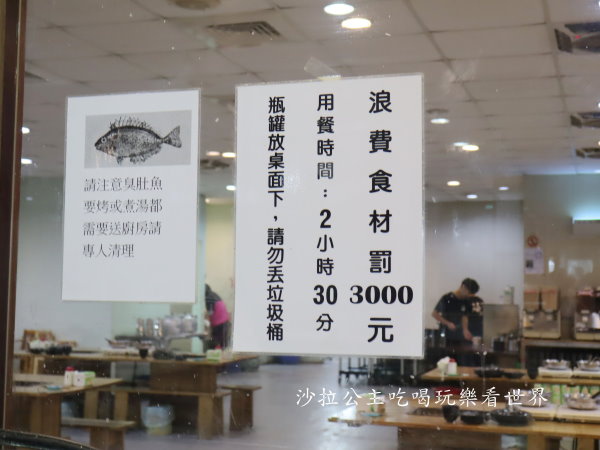 請注意臭肚魚
要烤或煮湯都
需要送廚房請
專人清理
浪費食材罰3000元
用餐時間：2小時30分
瓶罐放桌面下，請勿丟垃圾桶
沙拉公主吃喝玩樂看世界